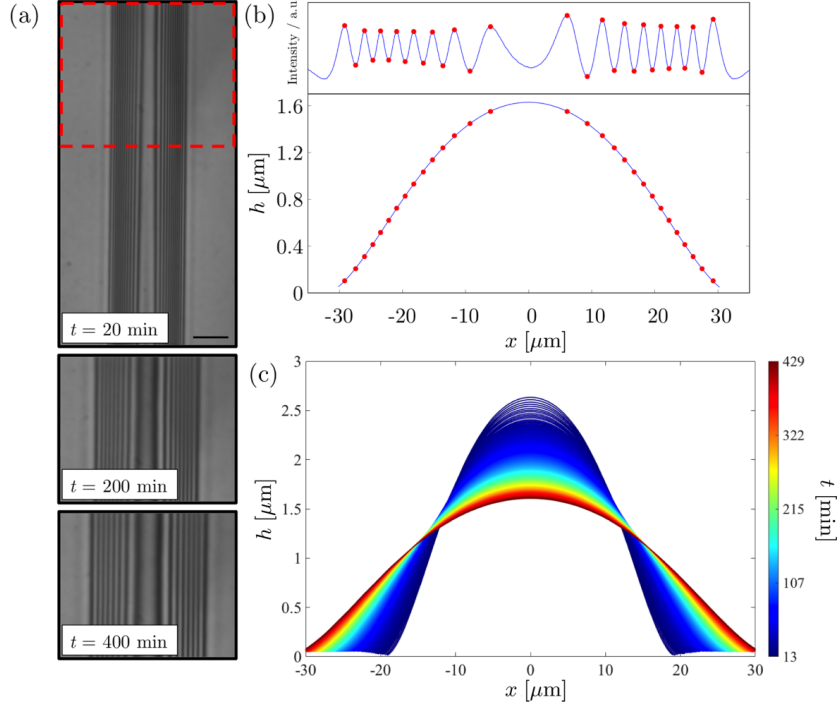 (a)
t = 20 min
t = 200 min
t = 400 min
(b)
Intensity / a.u
1.6
1.2
0.8
0.4
0
h [μm]
-30 -20 -10 0 10 20 30
x [μm]
(c)
3
2.5
2
1.5
1
0.5
0
h [μm]
-30 -20 -10 0 10 20 30
x [μm]
429
322
215
107
13
t [min]